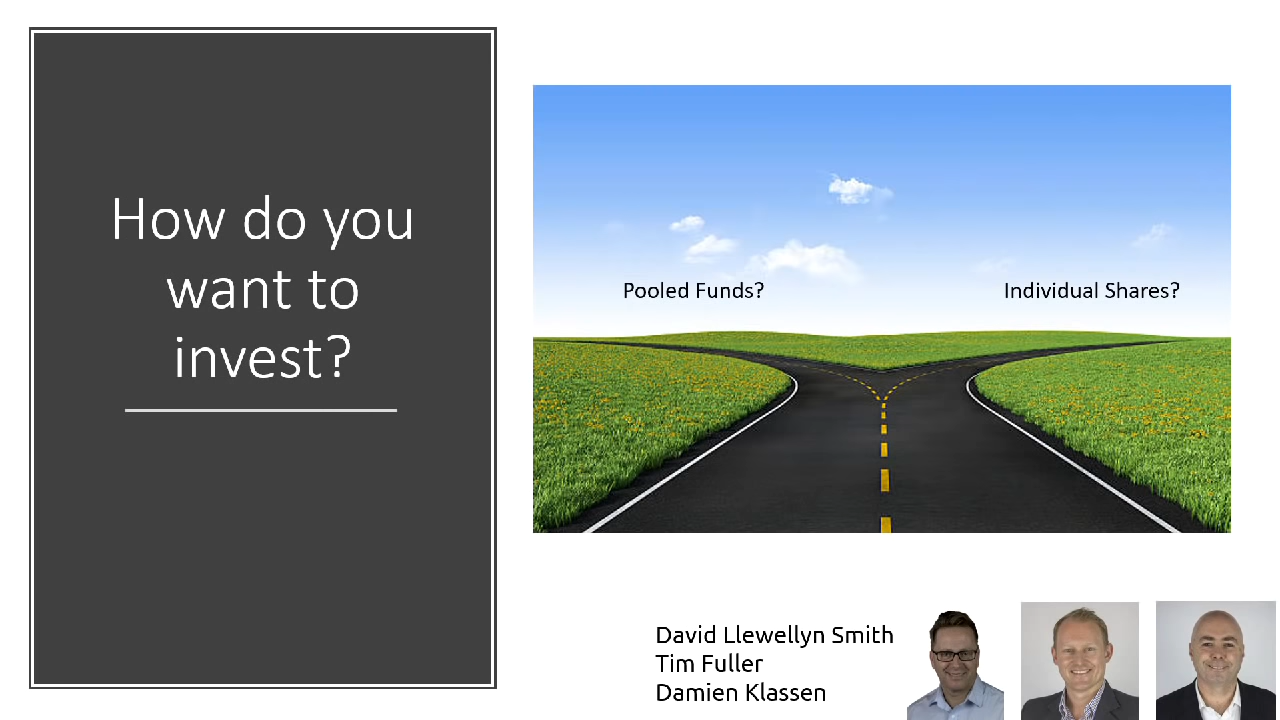 How do you
want to
invest?
Pooled Funds?
Individual Shares?
David Llewellyn Smith
Tim Fuller
Damien Klassen